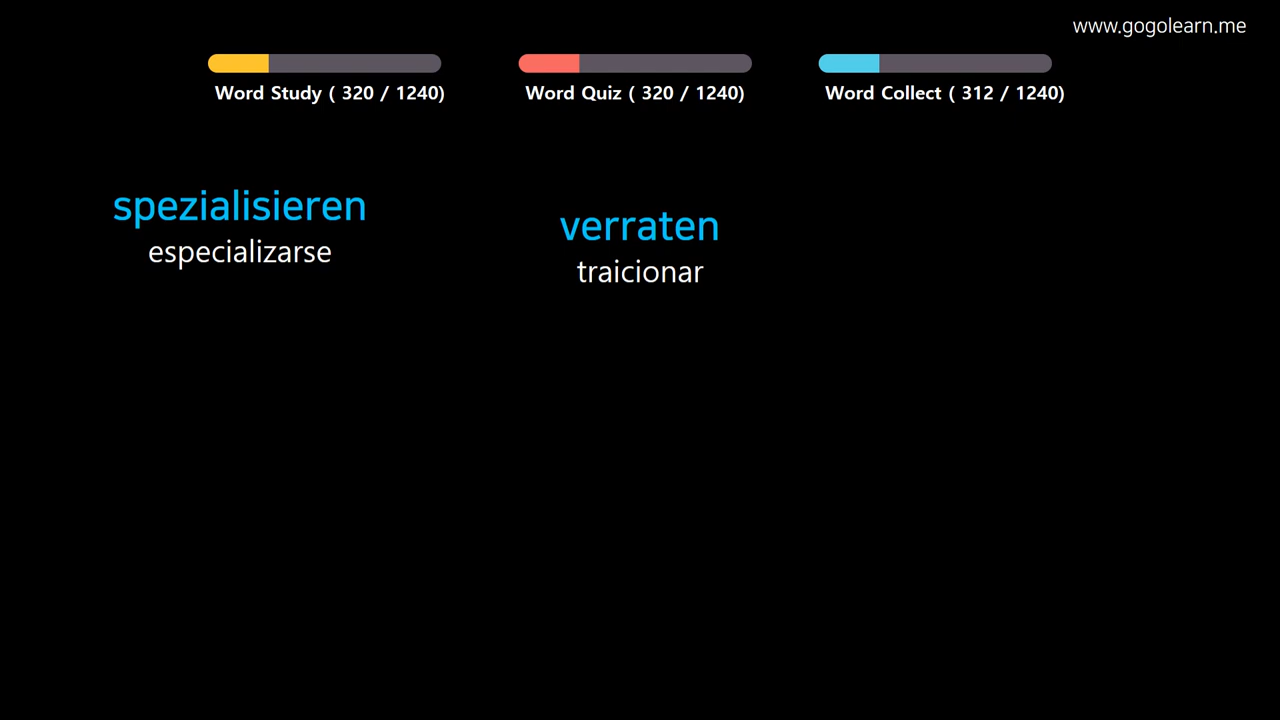 www.gogolearn.me
Word Study ( 320 / 1240)
Word Quiz ( 320 / 1240)
Word Collect ( 312 / 1240)
spezialisieren
especializarse
verraten
traicionar